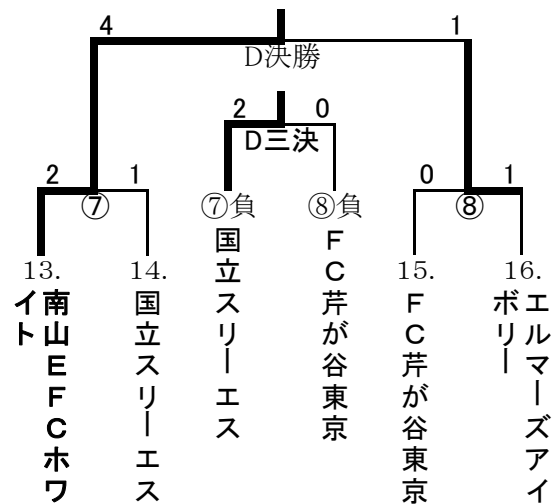 4 1
D決勝
2 0
D三決
2 1 0 1
⑦ ⑦負 ⑧負 ⑧
13. 14. 15. 16.
南山EFCホワ
イト
国立スリーエス
国立スリーエス
FC芹が谷東京
FC芹が谷東京
エルマーズアイ
ボリー